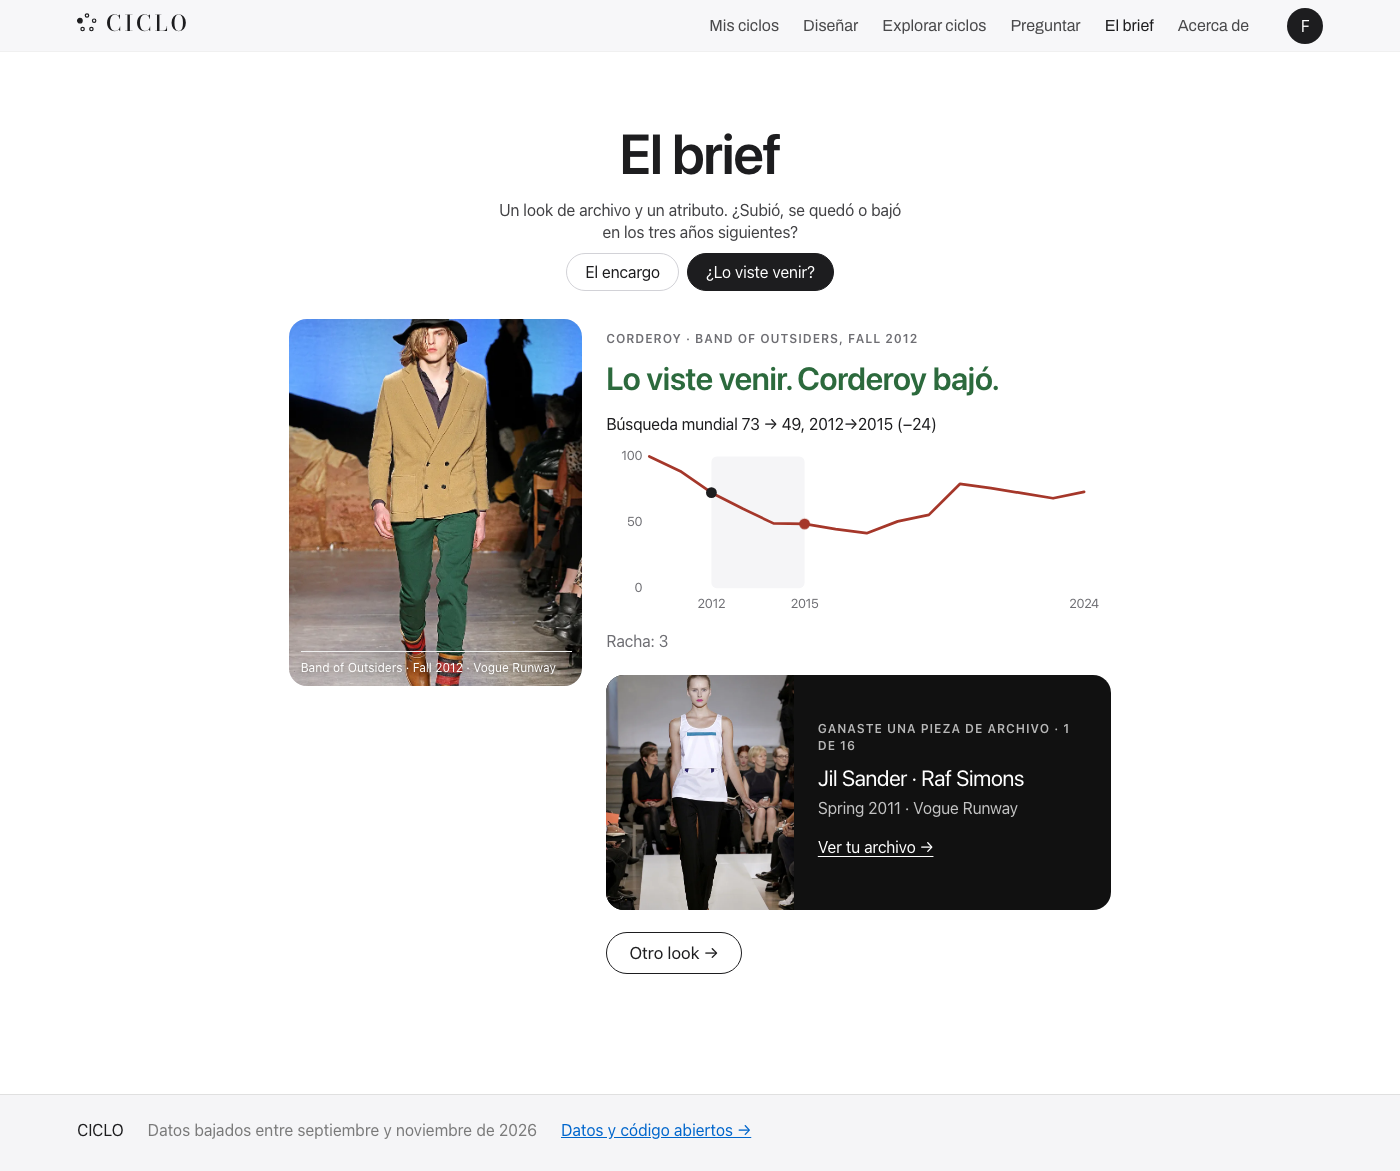 CICLO
Mis ciclos
Diseñar
Explorar ciclos
Preguntar
El brief
Acerca de
F
El brief
Un look de archivo y un atributo. ¿Subió, se quedó o bajó
en los tres años siguientes?
El encargo
¿Lo viste venir?
Band of Outsiders · Fall 2012 · Vogue Runway
CORDEROY · BAND OF OUTSIDERS, FALL 2012
Lo viste venir. Corderoy bajó.
Búsqueda mundial 73 → 49, 2012→2015 (−24)
100
50
0
2012
2015
2024
Racha: 3
GANASTE UNA PIEZA DE ARCHIVO · 1
DE 16
Jil Sander · Raf Simons
Spring 2011 · Vogue Runway
Ver tu archivo →
Otro look →
CICLO
Datos bajados entre septiembre y noviembre de 2026
Datos y código abiertos →